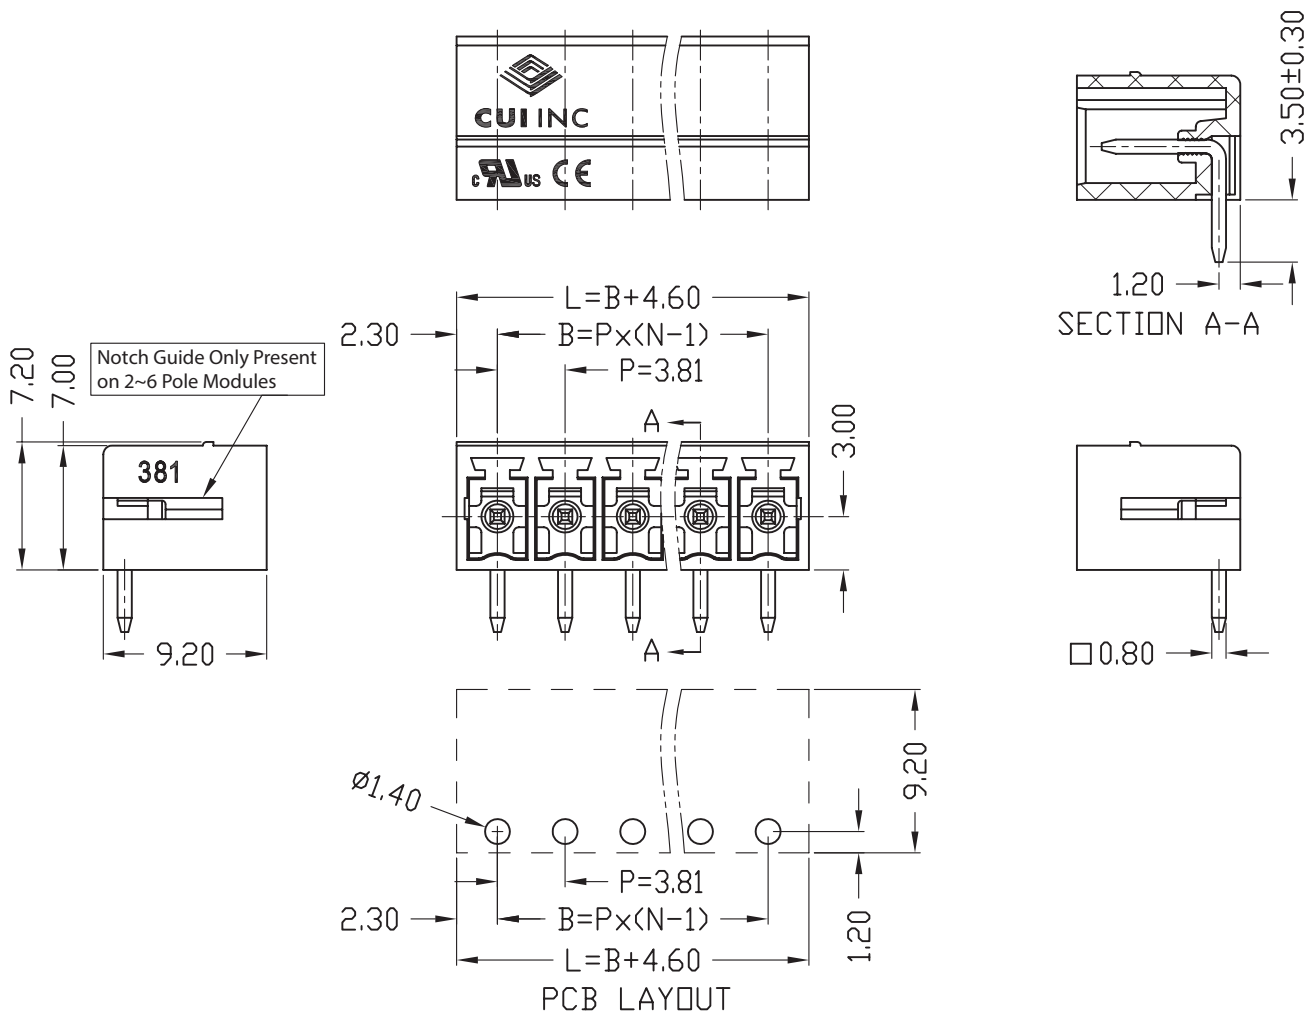 CUI INC
c RU US CE
3.50±0.30
1.20
SECTION A-A
L=B+4.60
2.30
B=Px(N-1)
P=3.81
7.20
7.00
Notch Guide Only Present
on 2~6 Pole Modules
381
A
3.00
A
9.20
□0.80
Ø1.40
9.20
P=3.81
2.30
B=Px(N-1)
1.20
L=B+4.60
PCB LAYOUT